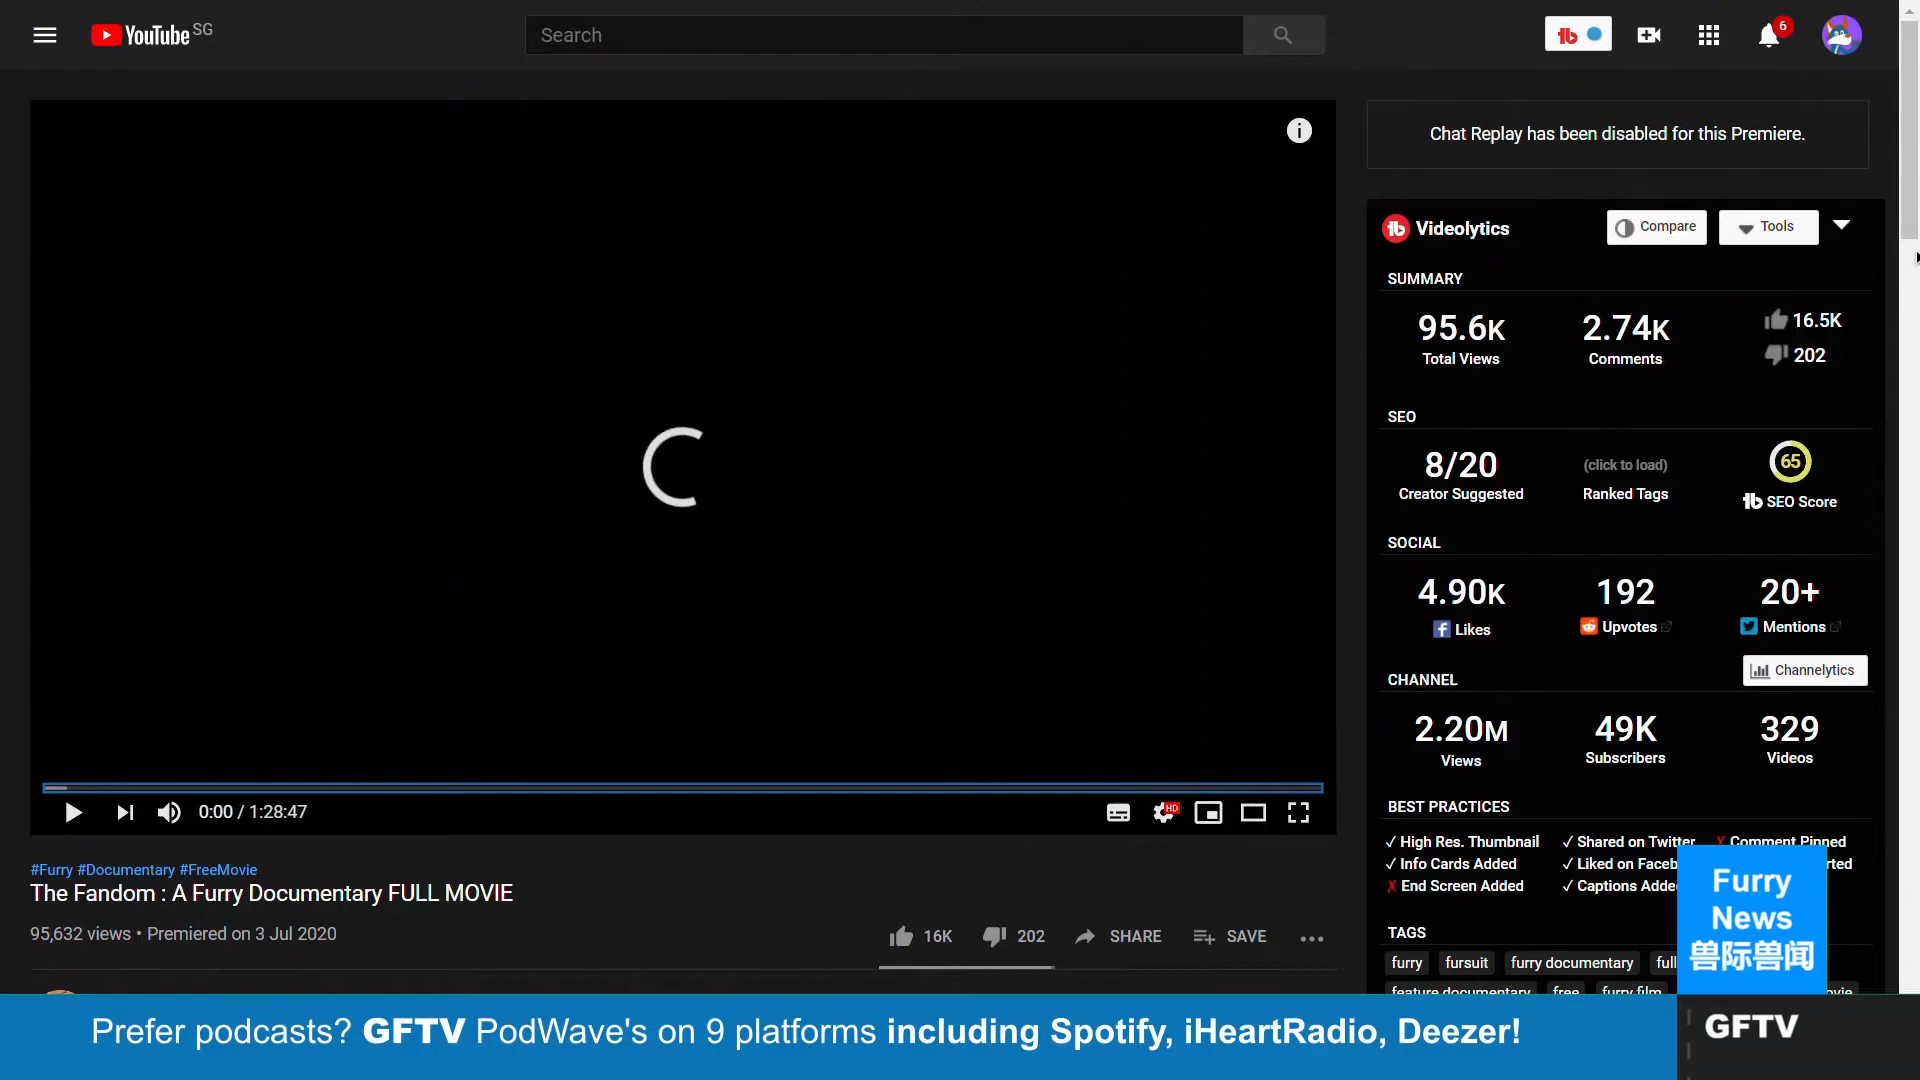 YouTube SG
Search
6
Chat Replay has been disabled for this Premiere.
Videolytics
Compare
Tools
SUMMARY
95.6K
Total Views
2.74K
Comments
16.5K
202
SEO
8/20
Creator Suggested
(click to load)
Ranked Tags
65
SEO Score
SOCIAL
4.90K
Likes
192
Upvotes
20+
Mentions
CHANNEL
Channelytics
2.20M
Views
49K
Subscribers
329
Videos
BEST PRACTICES
✓ High Res. Thumbnail
✓ Shared on Twitter
✗ Comment Pinned
✓ Info Cards Added
✓ Liked on Faceb
✗ End Screen Added
✓ Captions Adde
TAGS
furry
fursuit
furry documentary
full
feature documentary
free
furry film
0:00 / 1:28:47
HD
#Furry #Documentary #FreeMovie
The Fandom : A Furry Documentary FULL MOVIE
95,632 views • Premiered on 3 Jul 2020
16K
202
SHARE
SAVE
Furry
News
兽际兽闻
Prefer podcasts? GFTV PodWave's on 9 platforms including Spotify, iHeartRadio, Deezer!
GFTV